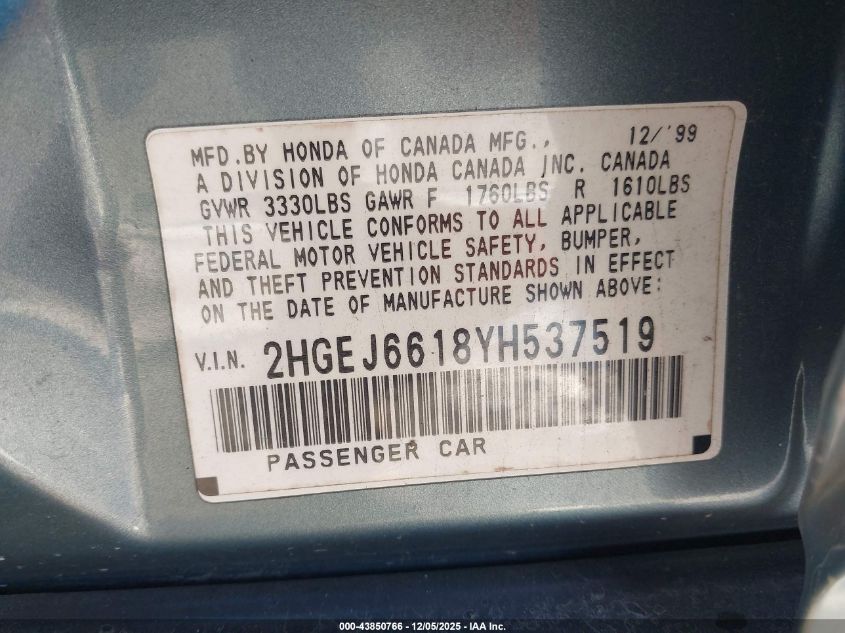 MFD.BY HONDA OF CANADA MFG., 12/'99
A DIVISION OF HONDA CANADA INC. CANADA
GVWR 3330LBS GAWR F 1760LBS R 1610LBS
THIS VEHICLE CONFORMS TO ALL APPLICABLE
FEDERAL MOTOR VEHICLE SAFETY, BUMPER,
AND THEFT PREVENTION STANDARDS IN EFFECT
ON THE DATE OF MANUFACTURE SHOWN ABOVE:
V.I.N. 2HGEJ6618YH537519
PASSENGER CAR
000-43850766 - 12/05/2025 - IAA Inc.